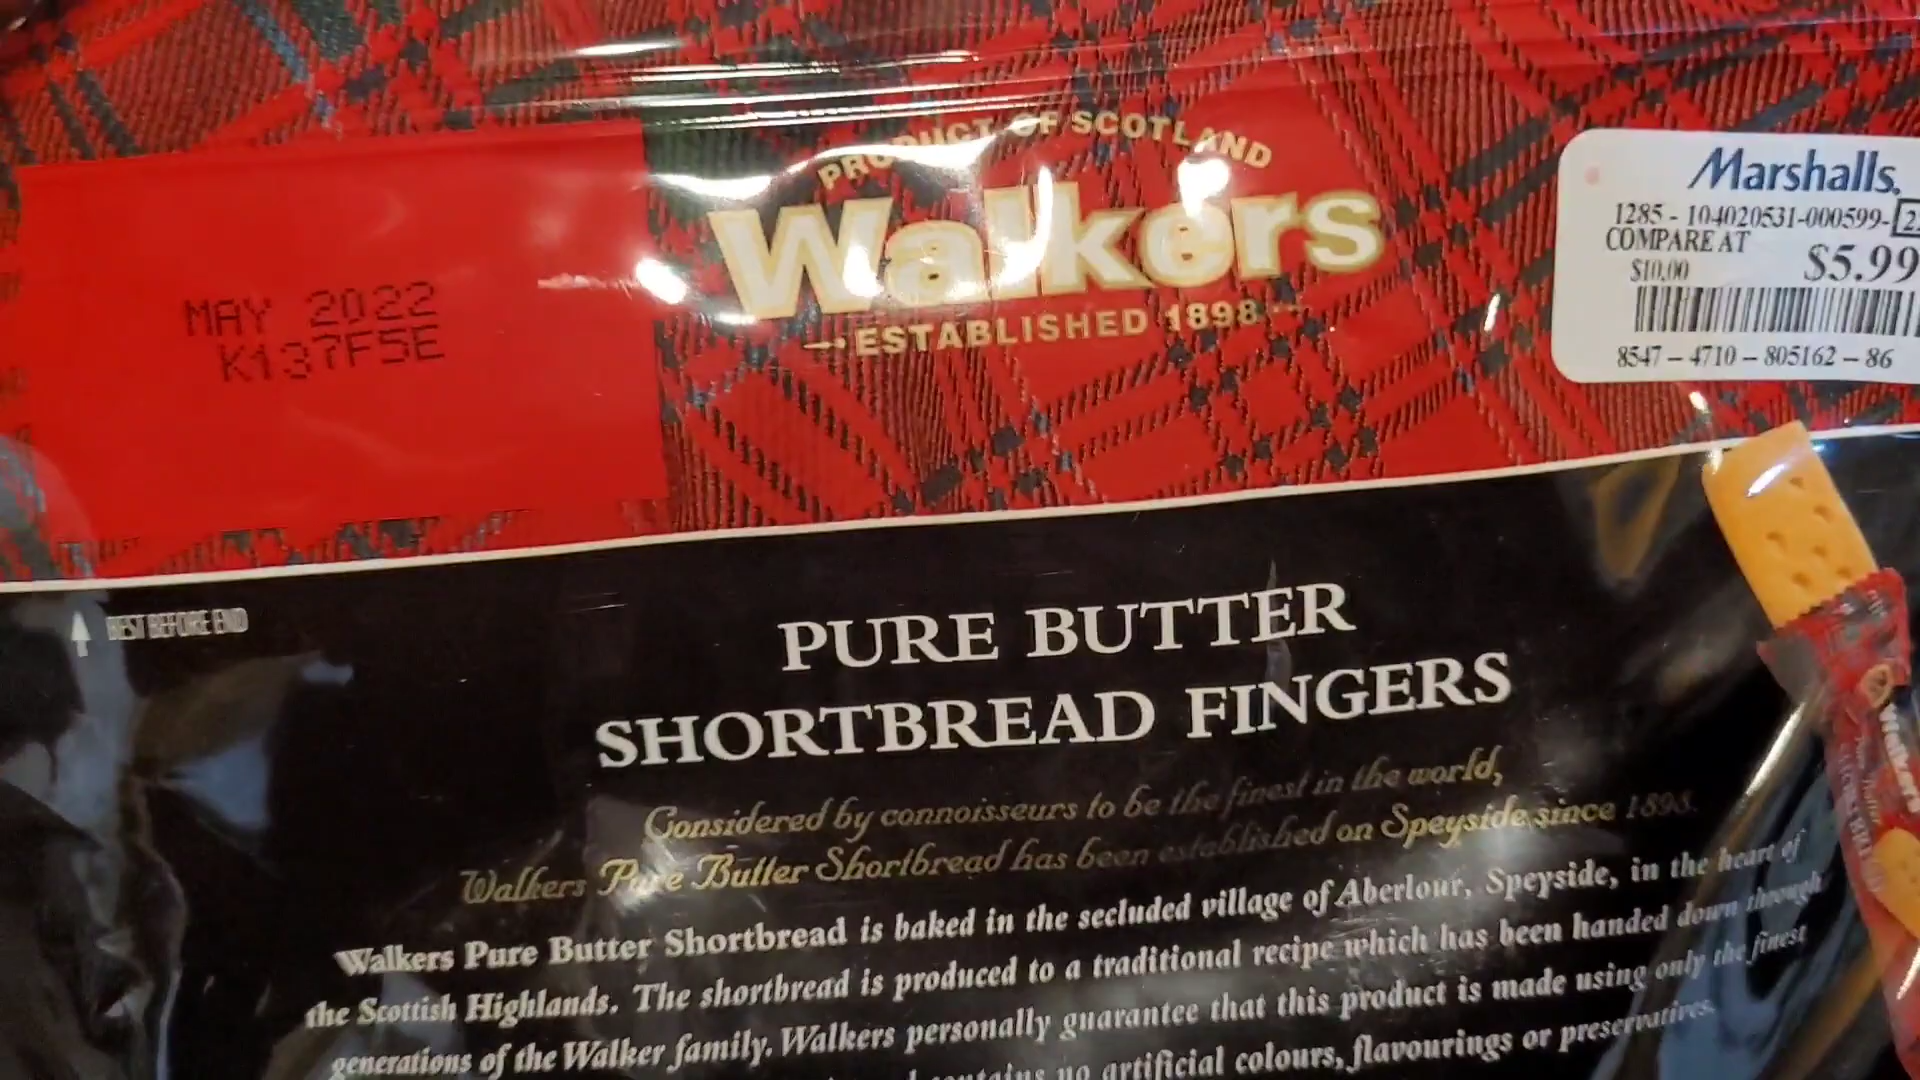 PRODUCT OF SCOTLAND
Walkers
ESTABLISHED 1898
MAY 2022
K137F5E
Marshalls
1285 - 104020531-000599-2
COMPARE AT
$10.00
$5.99
8547 - 4710 - 805162 - 86
BEST BEFORE END
PURE BUTTER
SHORTBREAD FINGERS
Considered by connoisseurs to be the finest in the world,
Walkers Pure Butter Shortbread has been established on Speyside since 1898.
Walkers Pure Butter Shortbread is baked in the secluded village of Aberlour, Speyside, in the heart of
the Scottish Highlands. The shortbread is produced to a traditional recipe which has been handed down through
generations of the Walker family. Walkers personally guarantee that this product is made using only the finest
contains no artificial colours, flavourings or preservatives.
Walkers